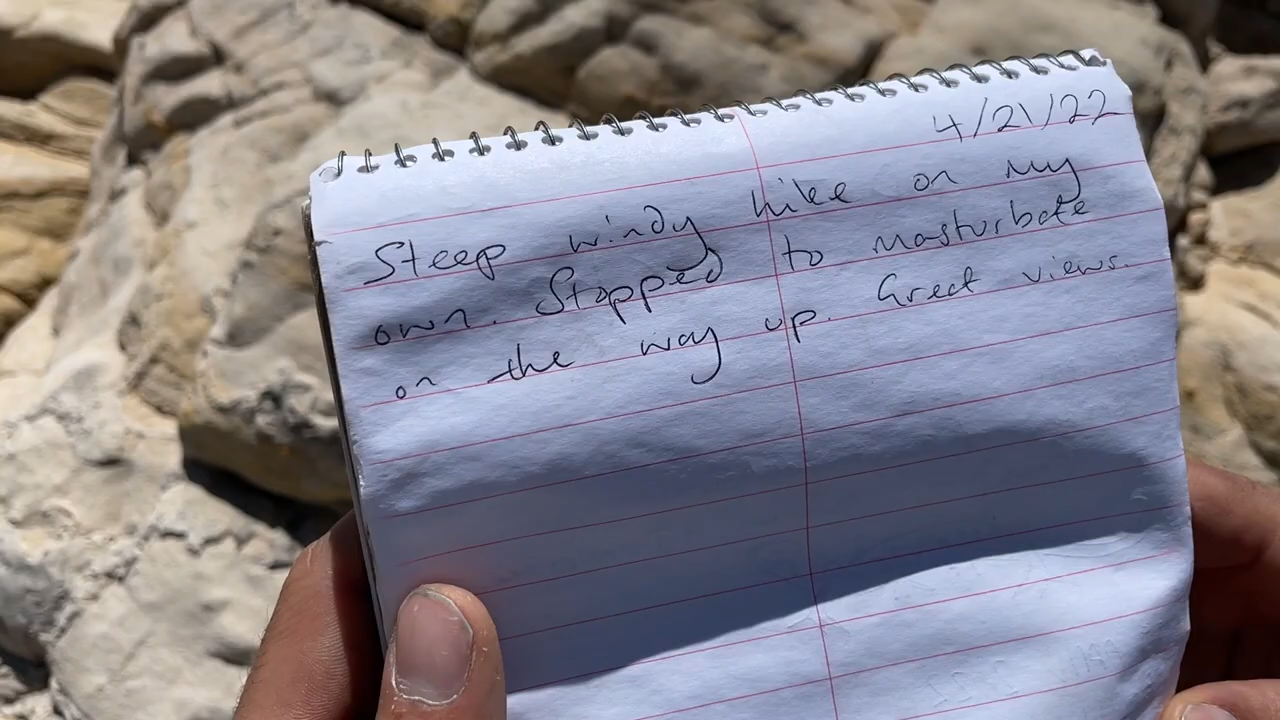 4/21/22
Steep windy hike on my
own. Stopped to masturbate
on the way up. Great views.